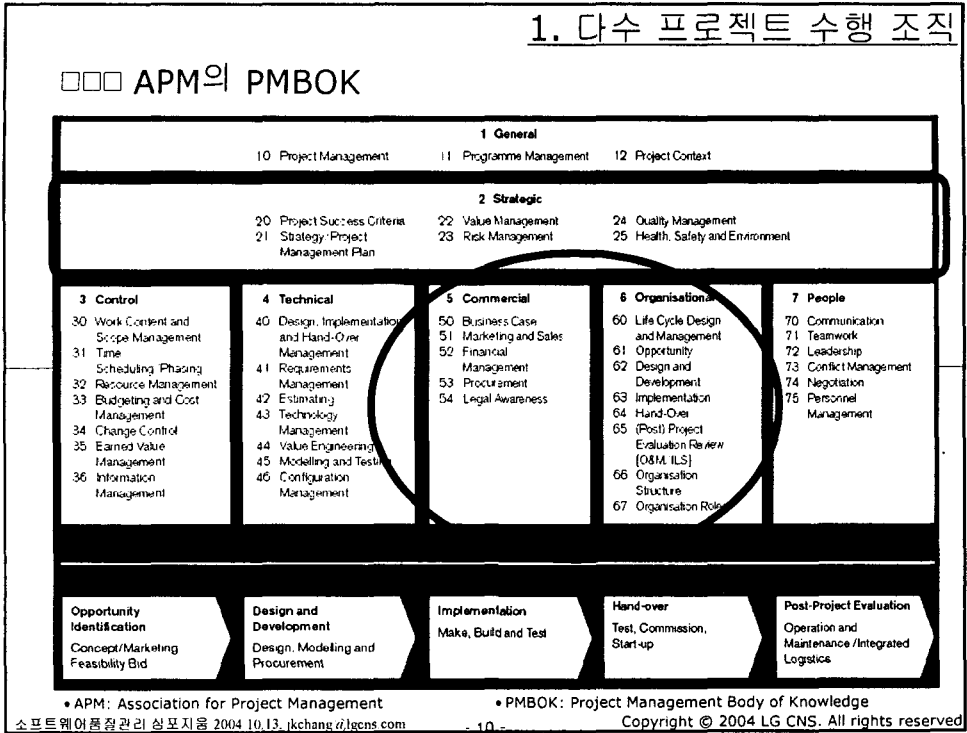 1. 다수 프로젝트 수행 조직
□□□ APM의 PMBOK
1 General
10 Project Management
11 Programme Management
12 Project Context
2 Strategic
20 Project Success Criteria
21 Strategy/Project
Management Plan
22 Value Management
23 Risk Management
24 Quality Management
25 Health, Safety and Environment
3 Control
30 Work Content and
Scope Management
31 Time
Scheduling/Phasing
32 Resource Management
33 Budgeting and Cost
Management
34 Change Control
35 Earned Value
Management
36 Information
Management
4 Technical
40 Design, Implementation
and Hand-Over
Management
41 Requirements
Management
42 Estimating
43 Technology
Management
44 Value Engineering
45 Modelling and Testing
46 Configuration
Management
5 Commercial
50 Business Case
51 Marketing and Sales
52 Financial
Management
53 Procurement
54 Legal Awareness
6 Organisational
60 Life Cycle Design
and Management
61 Opportunity
62 Design and
Development
63 Implementation
64 Hand-Over
65 (Post) Project
Evaluation Review
[O&M/ILS]
66 Organisation
Structure
67 Organisation Roles
7 People
70 Communication
71 Teamwork
72 Leadership
73 Conflict Management
74 Negotiation
75 Personnel
Management
Opportunity
Identification
Concept/Marketing
Feasibility Bid
Design and
Development
Design, Modelling and
Procurement
Implementation
Make, Build and Test
Hand-over
Test, Commission,
Start-up
Post-Project Evaluation
Operation and
Maintenance /Integrated
Logistics
• APM: Association for Project Management
• PMBOK: Project Management Body of Knowledge
소프트웨어품질관리 심포지움 2004.10.13. jkchang@lgcns.com
- 10 -
Copyright © 2004 LG CNS. All rights reserved